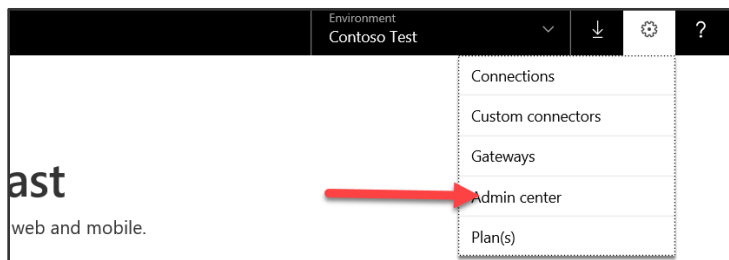 Environment
Contoso Test
?
Connections
Custom connectors
Gateways
Admin center
Plan(s)
ast
web and mobile.